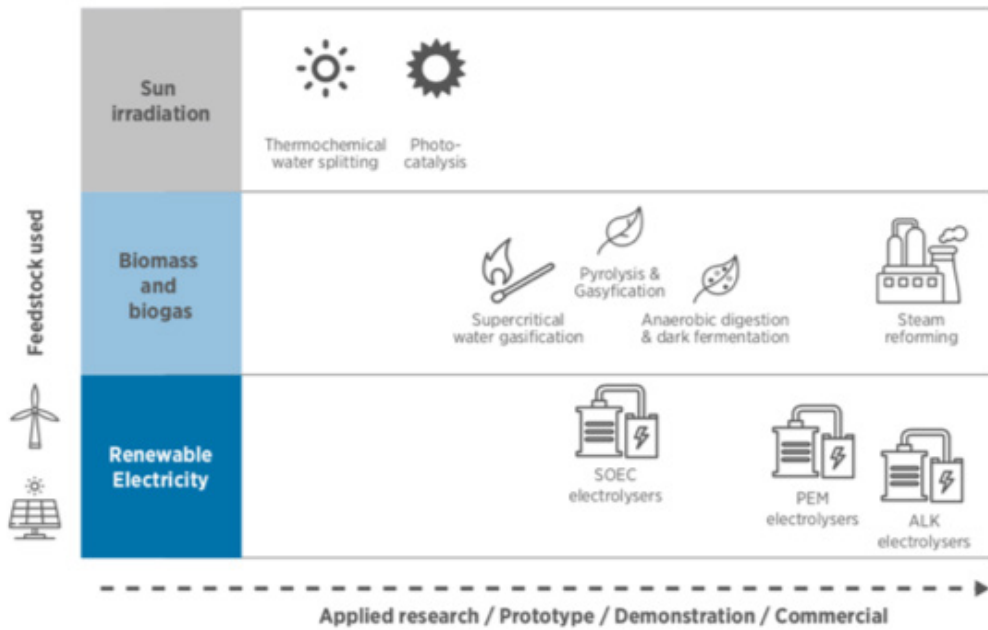 Feedstock used
Sun
irradiation
Thermochemical
water splitting
Photo-
catalysis
Biomass
and
biogas
Supercritical
water gasification
Pyrolysis &
Gasyfication
Anaerobic digestion
& dark fermentation
Steam
reforming
Renewable
Electricity
SOEC
electrolysers
PEM
electrolysers
ALK
electrolysers
Applied research / Prototype / Demonstration / Commercial